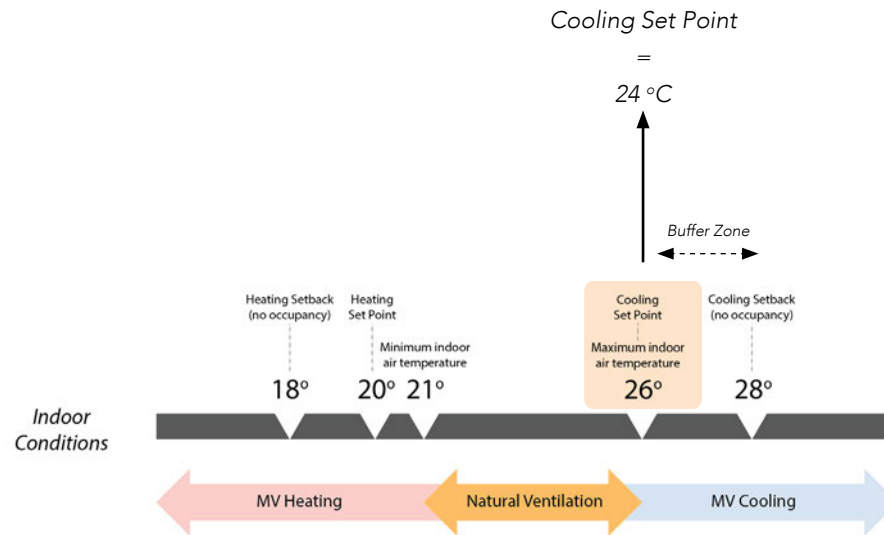 Cooling Set Point
=
24 °C
Buffer Zone
Heating Setback
(no occupancy)
Heating
Set Point
Cooling
Set Point
Cooling Setback
(no occupancy)
Minimum indoor
air temperature
Maximum indoor
air temperature
18°
20°
21°
26°
28°
Indoor
Conditions
MV Heating
Natural Ventilation
MV Cooling